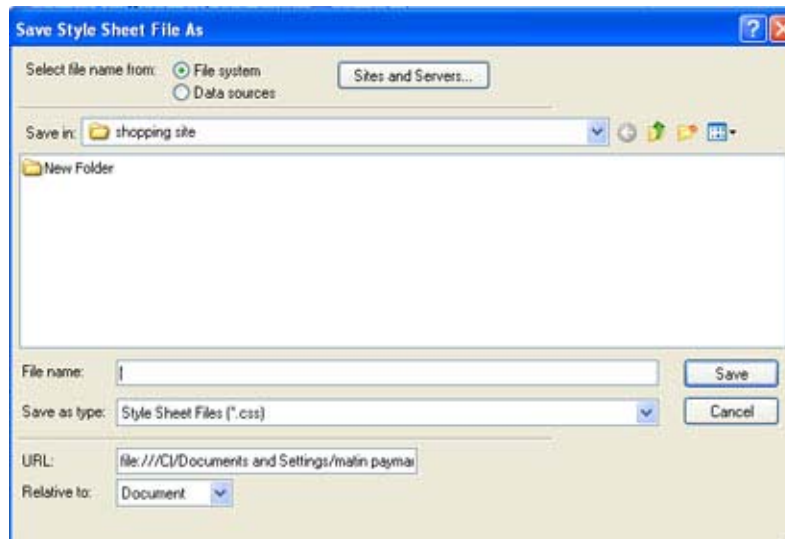 Save Style Sheet File As
Select file name from: File system
Sites and Servers...
Data sources
Save in: shopping site
New Folder
File name:
Save
Save as type: Style Sheet Files (*.css)
Cancel
URL: file:///C|/Documents and Settings/matin paymai
Relative to: Document